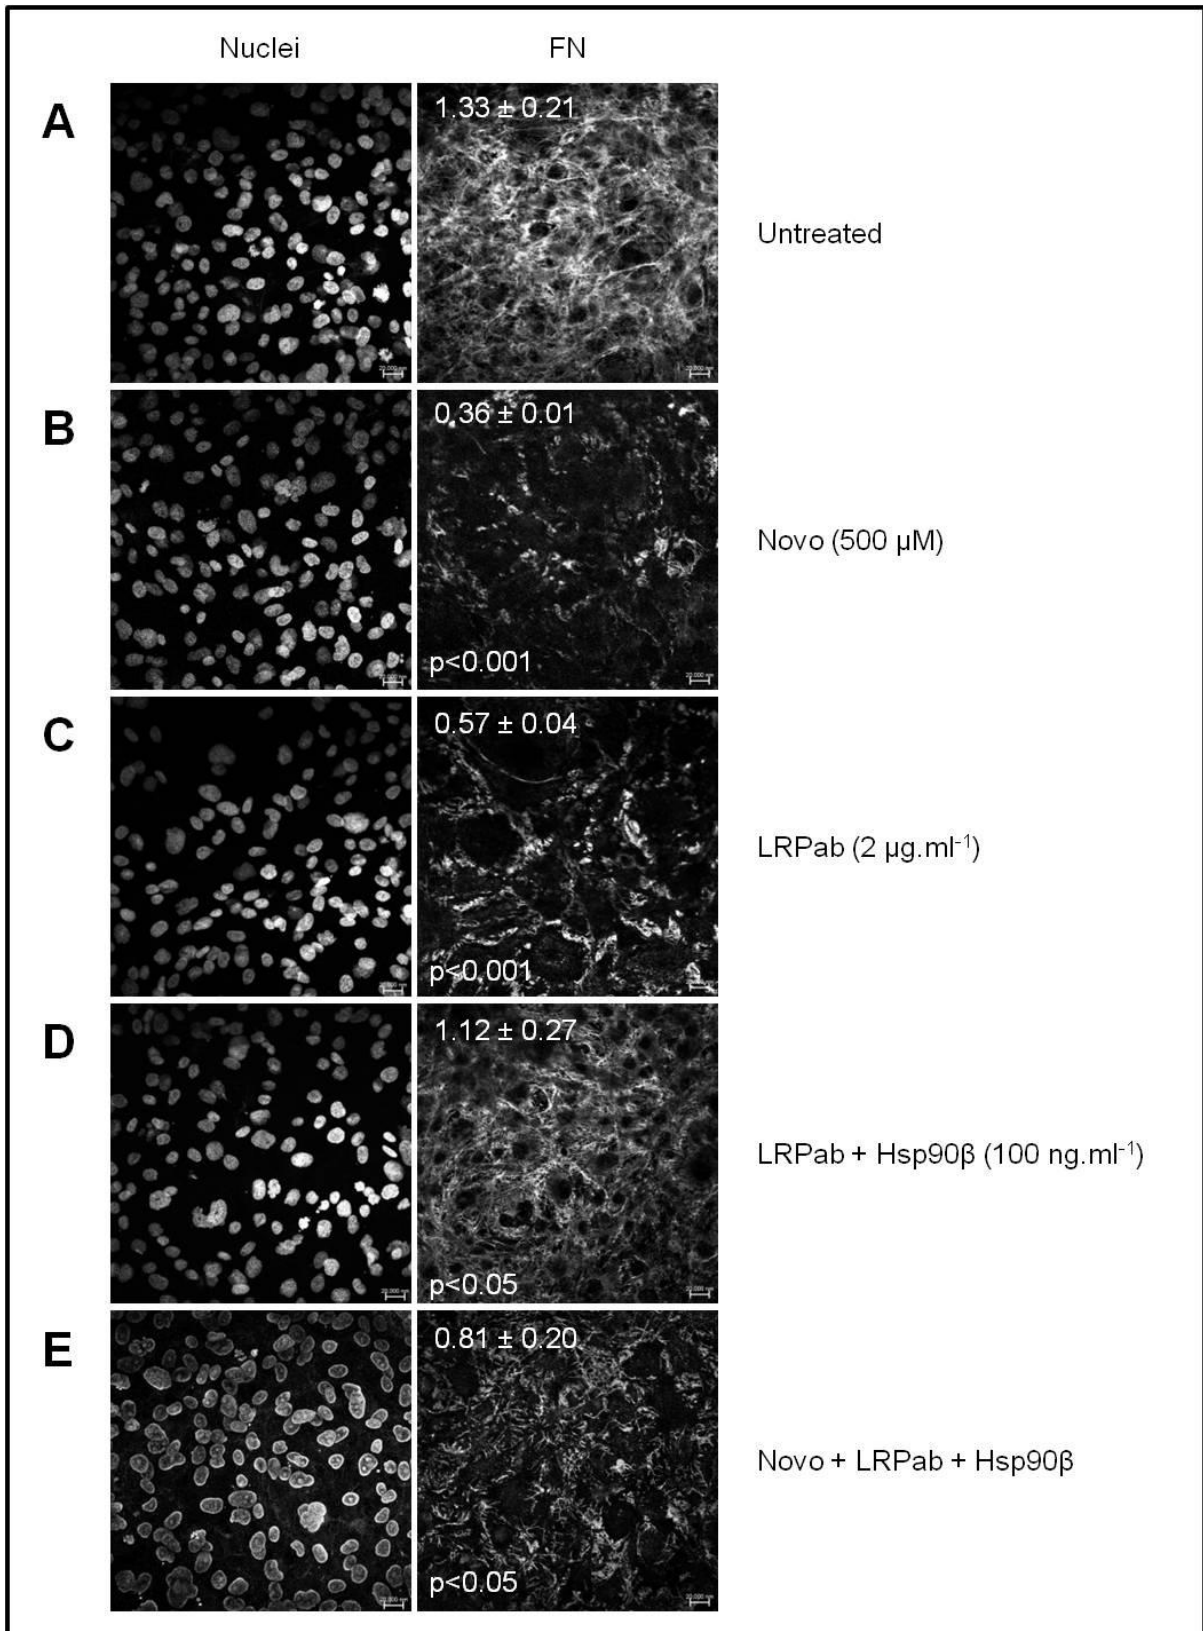 Nuclei FN
A
1.33 ± 0.21
Untreated
B
0.36 ± 0.01
Novo (500 µM)
p<0.001
C
0.57 ± 0.04
LRPab (2 µg.ml⁻¹)
p<0.001
D
1.12 ± 0.27
LRPab + Hsp90β (100 ng.ml⁻¹)
p<0.05
E
0.81 ± 0.20
Novo + LRPab + Hsp90β
p<0.05